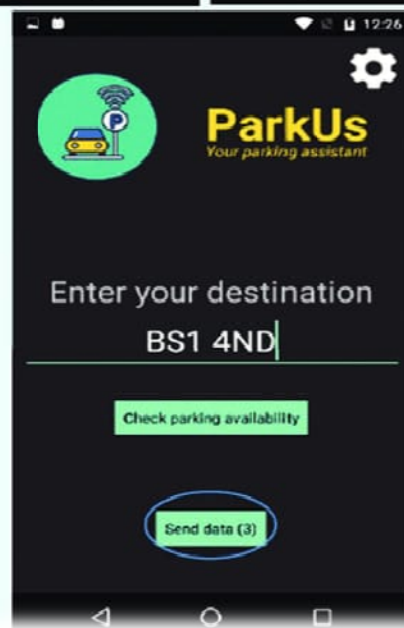 12:26
P
ParkUs
Your parking assistant
Enter your destination
BS1 4ND
Check parking availability
Send data (3)